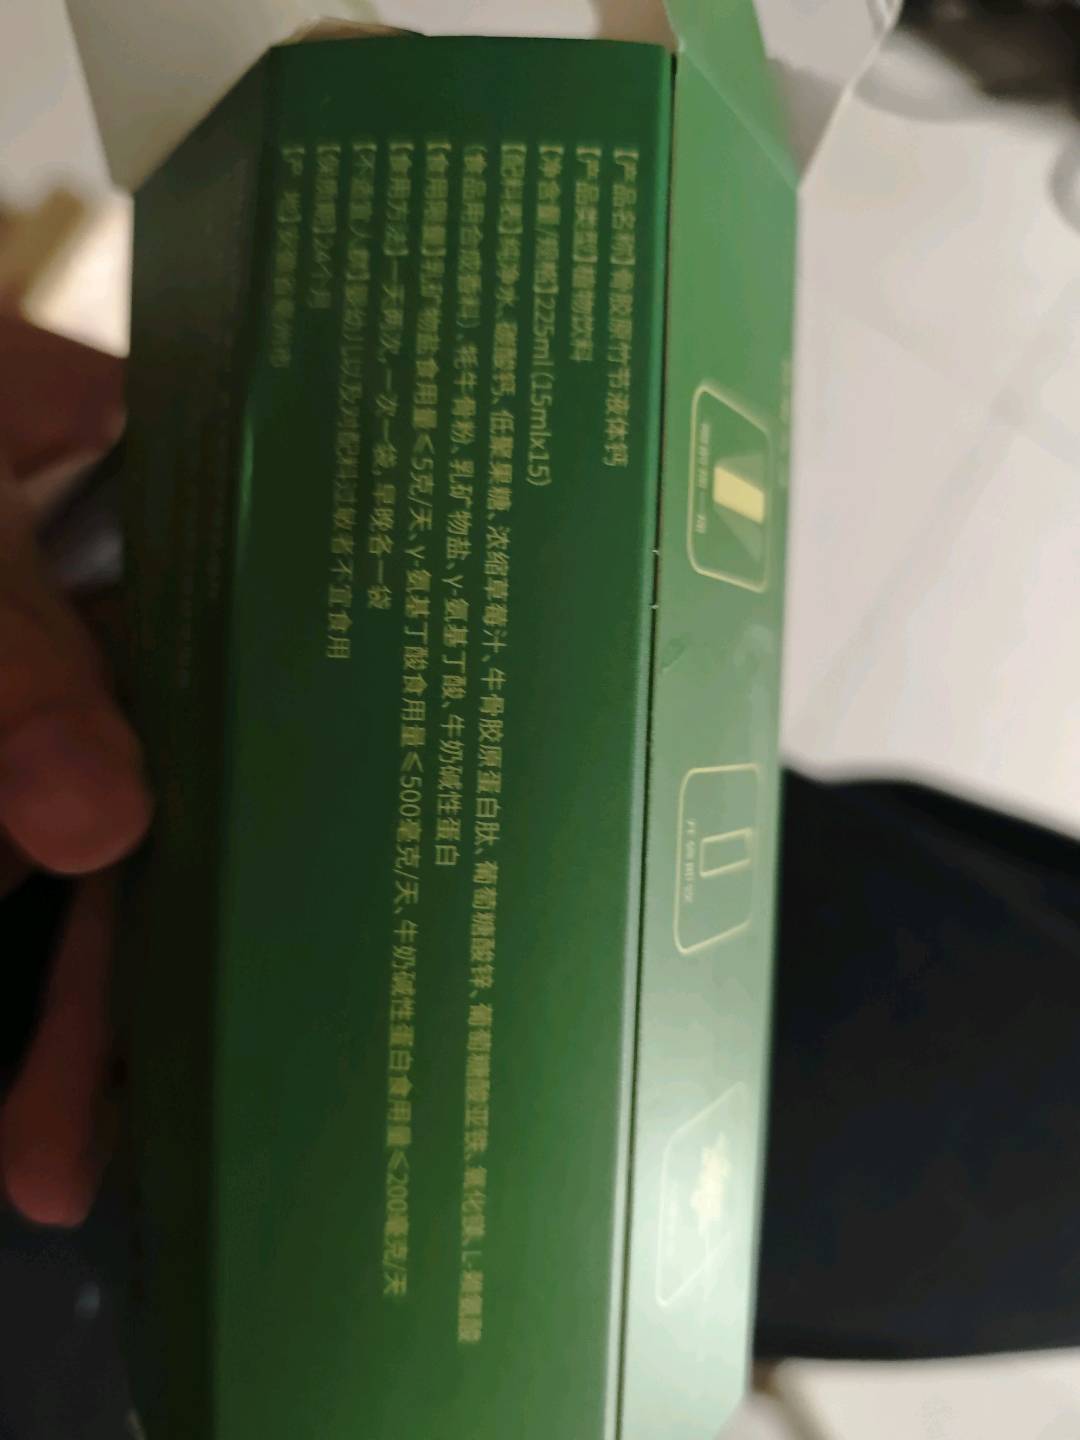 【产品名称】骨胶原竹节液体钙
【产品类型】植物饮料
【净含量/规格】225ml(15mlx15)
【配料表】纯净水、碳酸钙、低聚果糖、浓缩草莓汁、牛骨胶原蛋白肽、葡萄糖酸锌、葡萄糖酸亚铁、氧化镁、L-赖氨酸
(食品用合成香料)、牦牛骨粉、乳矿物盐、γ-氨基丁酸、牛奶碱性蛋白
【食用限量】乳矿物盐食用量≤5克/天、γ-氨基丁酸食用量≤500毫克/天、牛奶碱性蛋白食用量≤200毫克/天
【食用方法】一天两次,一次一袋,早晚各一袋
【不适宜人群】婴幼儿以及对配料过敏者不宜食用
【保质期】24个月
【产 地】安徽省